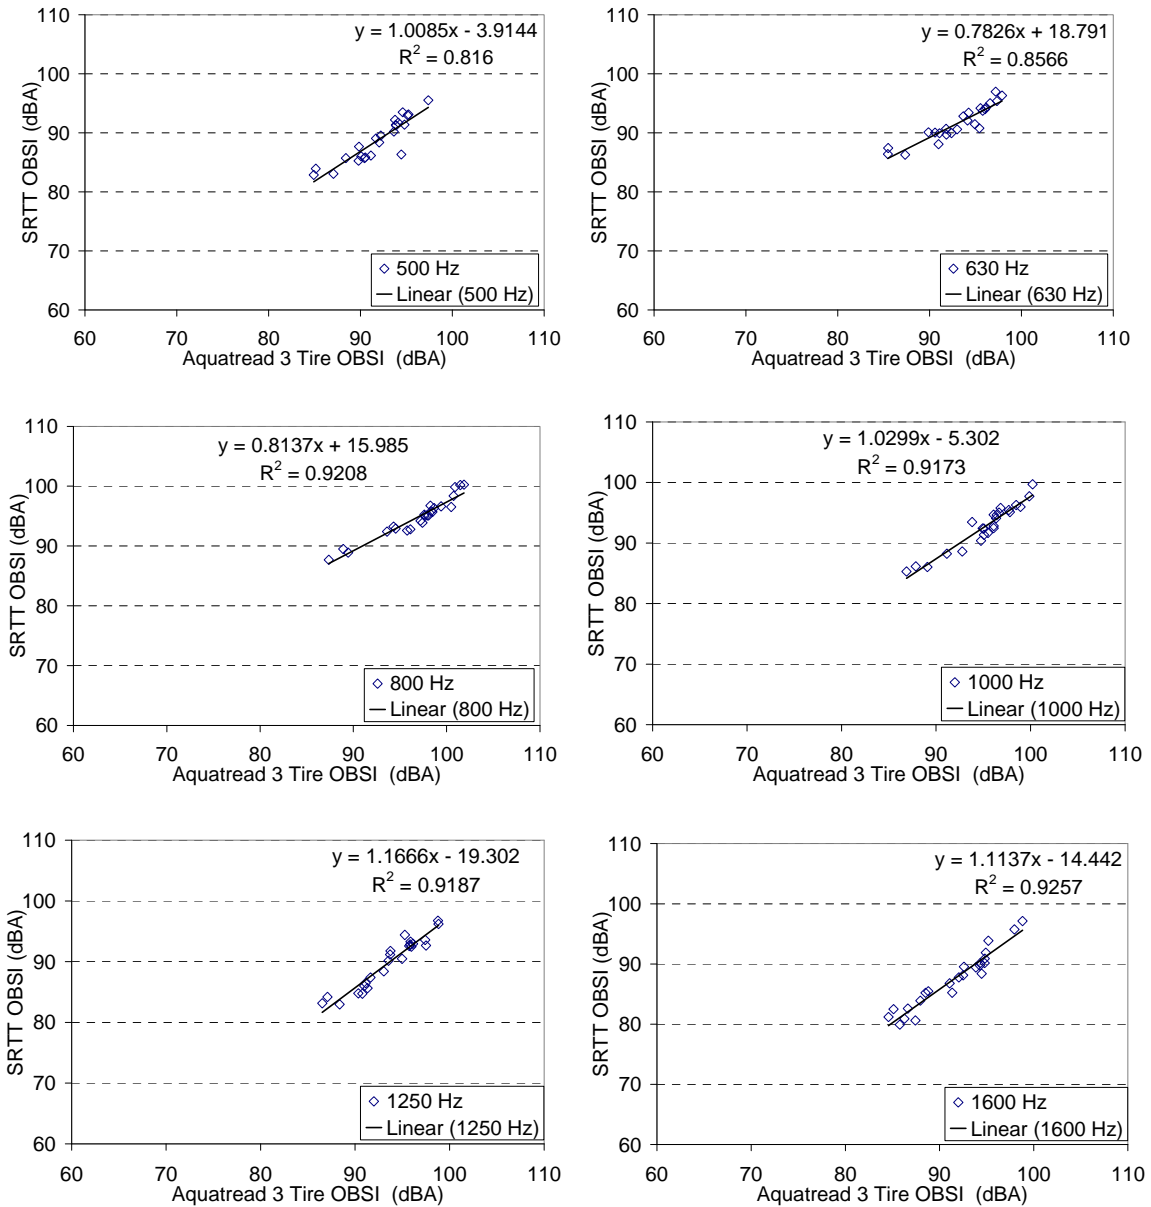 y = 1.0085x - 3.9144
R² = 0.816
110
100
90
80
70
60
SRTT OBSI (dBA)
500 Hz
Linear (500 Hz)
60 70 80 90 100 110
Aquatread 3 Tire OBSI (dBA)
y = 0.7826x + 18.791
R² = 0.8566
110
100
90
80
70
60
SRTT OBSI (dBA)
630 Hz
Linear (630 Hz)
60 70 80 90 100 110
Aquatread 3 Tire OBSI (dBA)
y = 0.8137x + 15.985
R² = 0.9208
110
100
90
80
70
60
SRTT OBSI (dBA)
800 Hz
Linear (800 Hz)
60 70 80 90 100 110
Aquatread 3 Tire OBSI (dBA)
y = 1.0299x - 5.302
R² = 0.9173
110
100
90
80
70
60
SRTT OBSI (dBA)
1000 Hz
Linear (1000 Hz)
60 70 80 90 100 110
Aquatread 3 Tire OBSI (dBA)
y = 1.1666x - 19.302
R² = 0.9187
110
100
90
80
70
60
SRTT OBSI (dBA)
1250 Hz
Linear (1250 Hz)
60 70 80 90 100 110
Aquatread 3 Tire OBSI (dBA)
y = 1.1137x - 14.442
R² = 0.9257
110
100
90
80
70
60
SRTT OBSI (dBA)
1600 Hz
Linear (1600 Hz)
60 70 80 90 100 110
Aquatread 3 Tire OBSI (dBA)